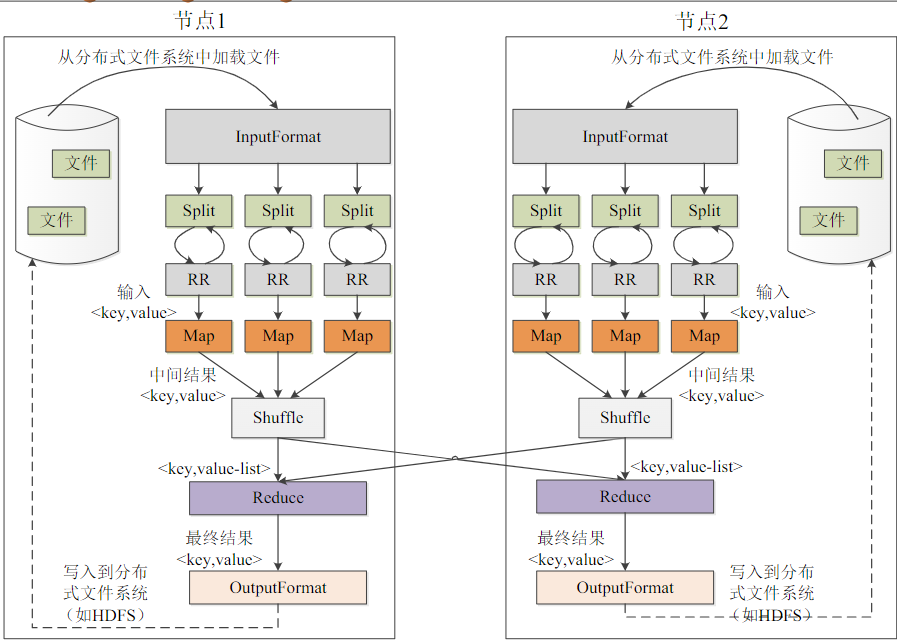 节点1
节点2
从分布式文件系统中加载文件
从分布式文件系统中加载文件
InputFormat
InputFormat
文件
文件
文件
文件
Split
Split
Split
Split
Split
Split
RR
RR
RR
RR
RR
RR
输入
<key,value>
输入
<key,value>
Map
Map
Map
Map
Map
Map
中间结果
<key,value>
中间结果
<key,value>
Shuffle
Shuffle
<key,value-list>
<key,value-list>
Reduce
Reduce
最终结果
<key,value>
最终结果
<key,value>
OutputFormat
OutputFormat
写入到分布
式文件系统
（如HDFS）
写入到分布
式文件系统
（如HDFS）